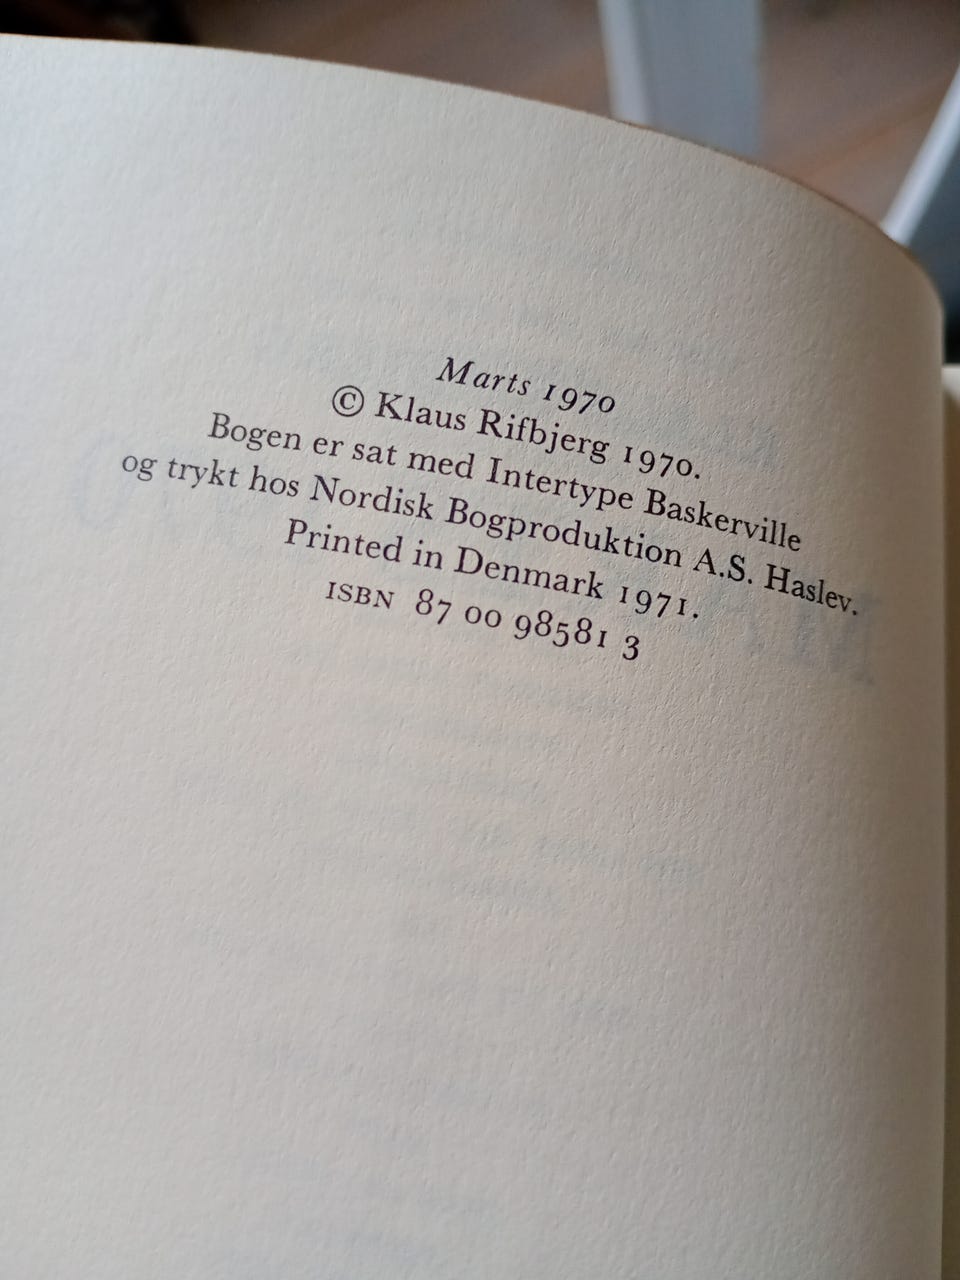 Marts 1970
© Klaus Rifbjerg 1970.
Bogen er sat med Intertype Baskerville
og trykt hos Nordisk Bogproduktion A.S. Haslev.
Printed in Denmark 1971.
ISBN 87 00 98581 3